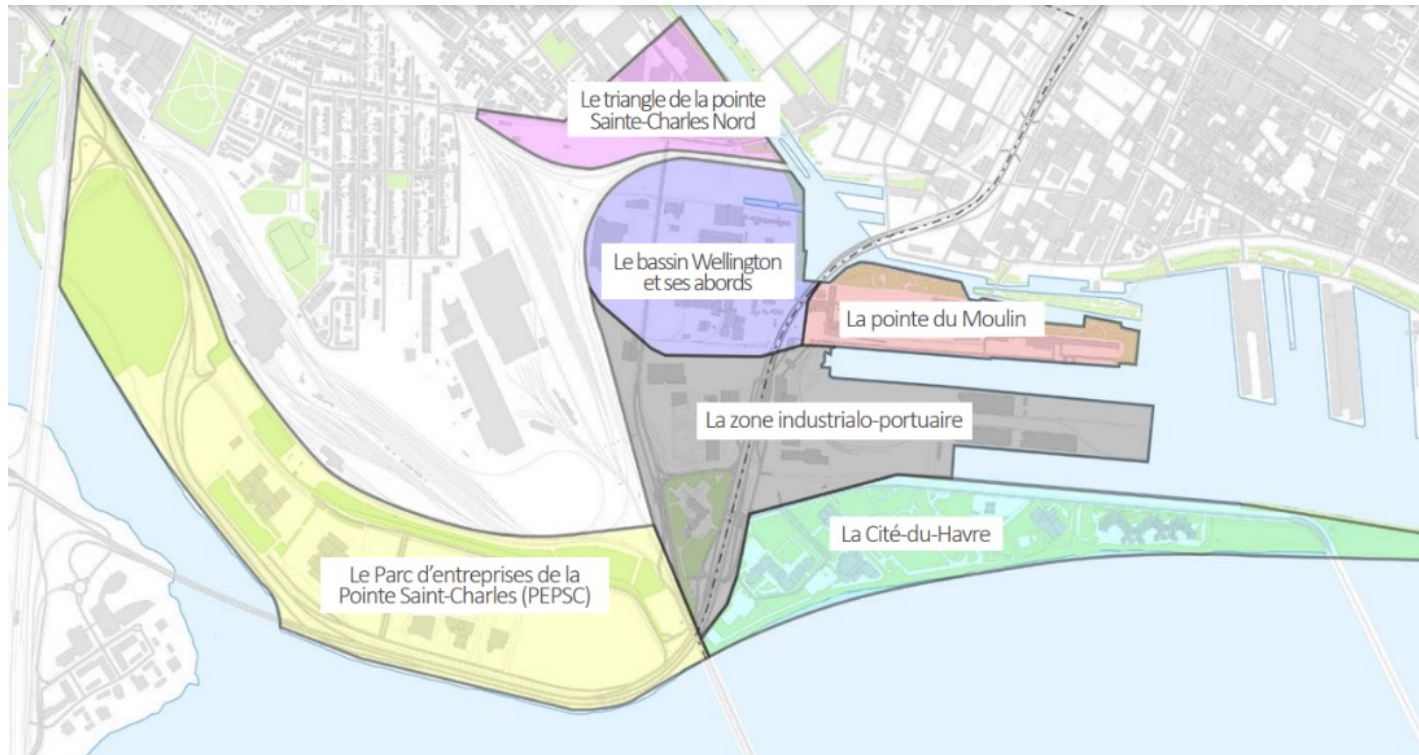 Le triangle de la pointe
Sainte-Charles Nord
Le bassin Wellington
et ses abords
La pointe du Moulin
La zone industrialo-portuaire
La Cité-du-Havre
Le Parc d'entreprises de la
Pointe Saint-Charles (PEPSC)